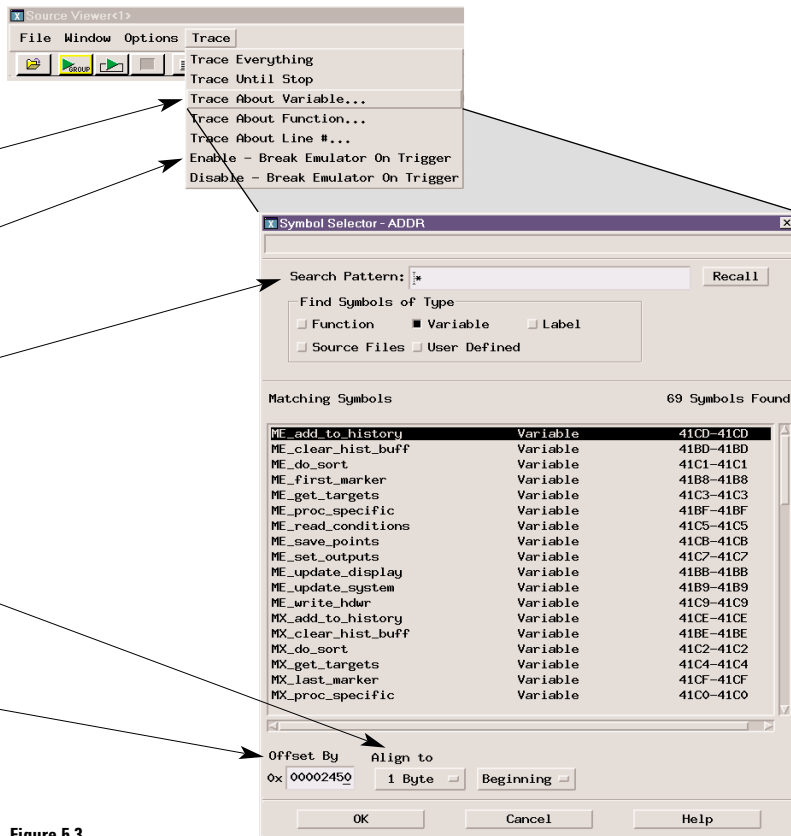 Source Viewer<1>
File Window Options Trace
GROUP
Trace Everything
Trace Until Stop
Trace About Variable...
Trace About Function...
Trace About Line #...
Enable - Break Emulator On Trigger
Disable - Break Emulator On Trigger
Symbol Selector - ADDR
Search Pattern: * Recall
Find Symbols of Type
Function Variable Label
Source Files User Defined
Matching Symbols 69 Symbols Found
ME_add_to_history Variable 41CD-41CD
ME_clear_hist_buff Variable 41BD-41BD
ME_do_sort Variable 41C1-41C1
ME_first_marker Variable 41B8-41B8
ME_get_targets Variable 41C3-41C3
ME_proc_specific Variable 41BF-41BF
ME_read_conditions Variable 41C5-41C5
ME_save_points Variable 41CB-41CB
ME_set_outputs Variable 41C7-41C7
ME_update_display Variable 41BB-41BB
ME_update_system Variable 41B9-41B9
ME_write_hdwr Variable 41C9-41C9
MX_add_to_history Variable 41CE-41CE
MX_clear_hist_buff Variable 41BE-41BE
MX_do_sort Variable 41C2-41C2
MX_get_targets Variable 41C4-41C4
MX_last_marker Variable 41CF-41CF
MX_proc_specific Variable 41C0-41C0
Offset By Align to
0x 00002450 1 Byte Beginning
OK Cancel Help